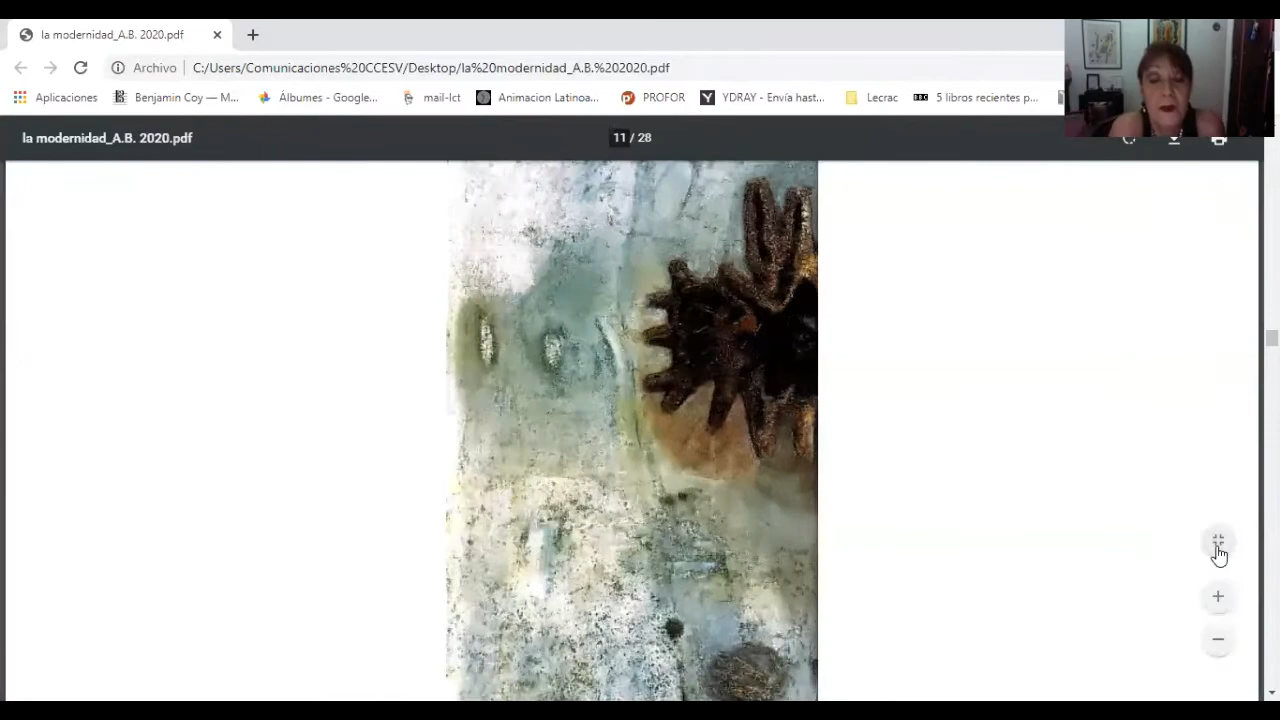 la modernidad_A.B. 2020.pdf
Archivo
C:/Users/Comunicaciones%20CCESV/Desktop/la%20modernidad_A.B.%202020.pdf
Aplicaciones
Benjamin Coy — M...
Álbumes - Google...
mail-lct
Animacion Latinoa...
PROFOR
YDRAY - Envía hast...
Lecrac
BBC
5 libros recientes p...
la modernidad_A.B. 2020.pdf
11 / 28